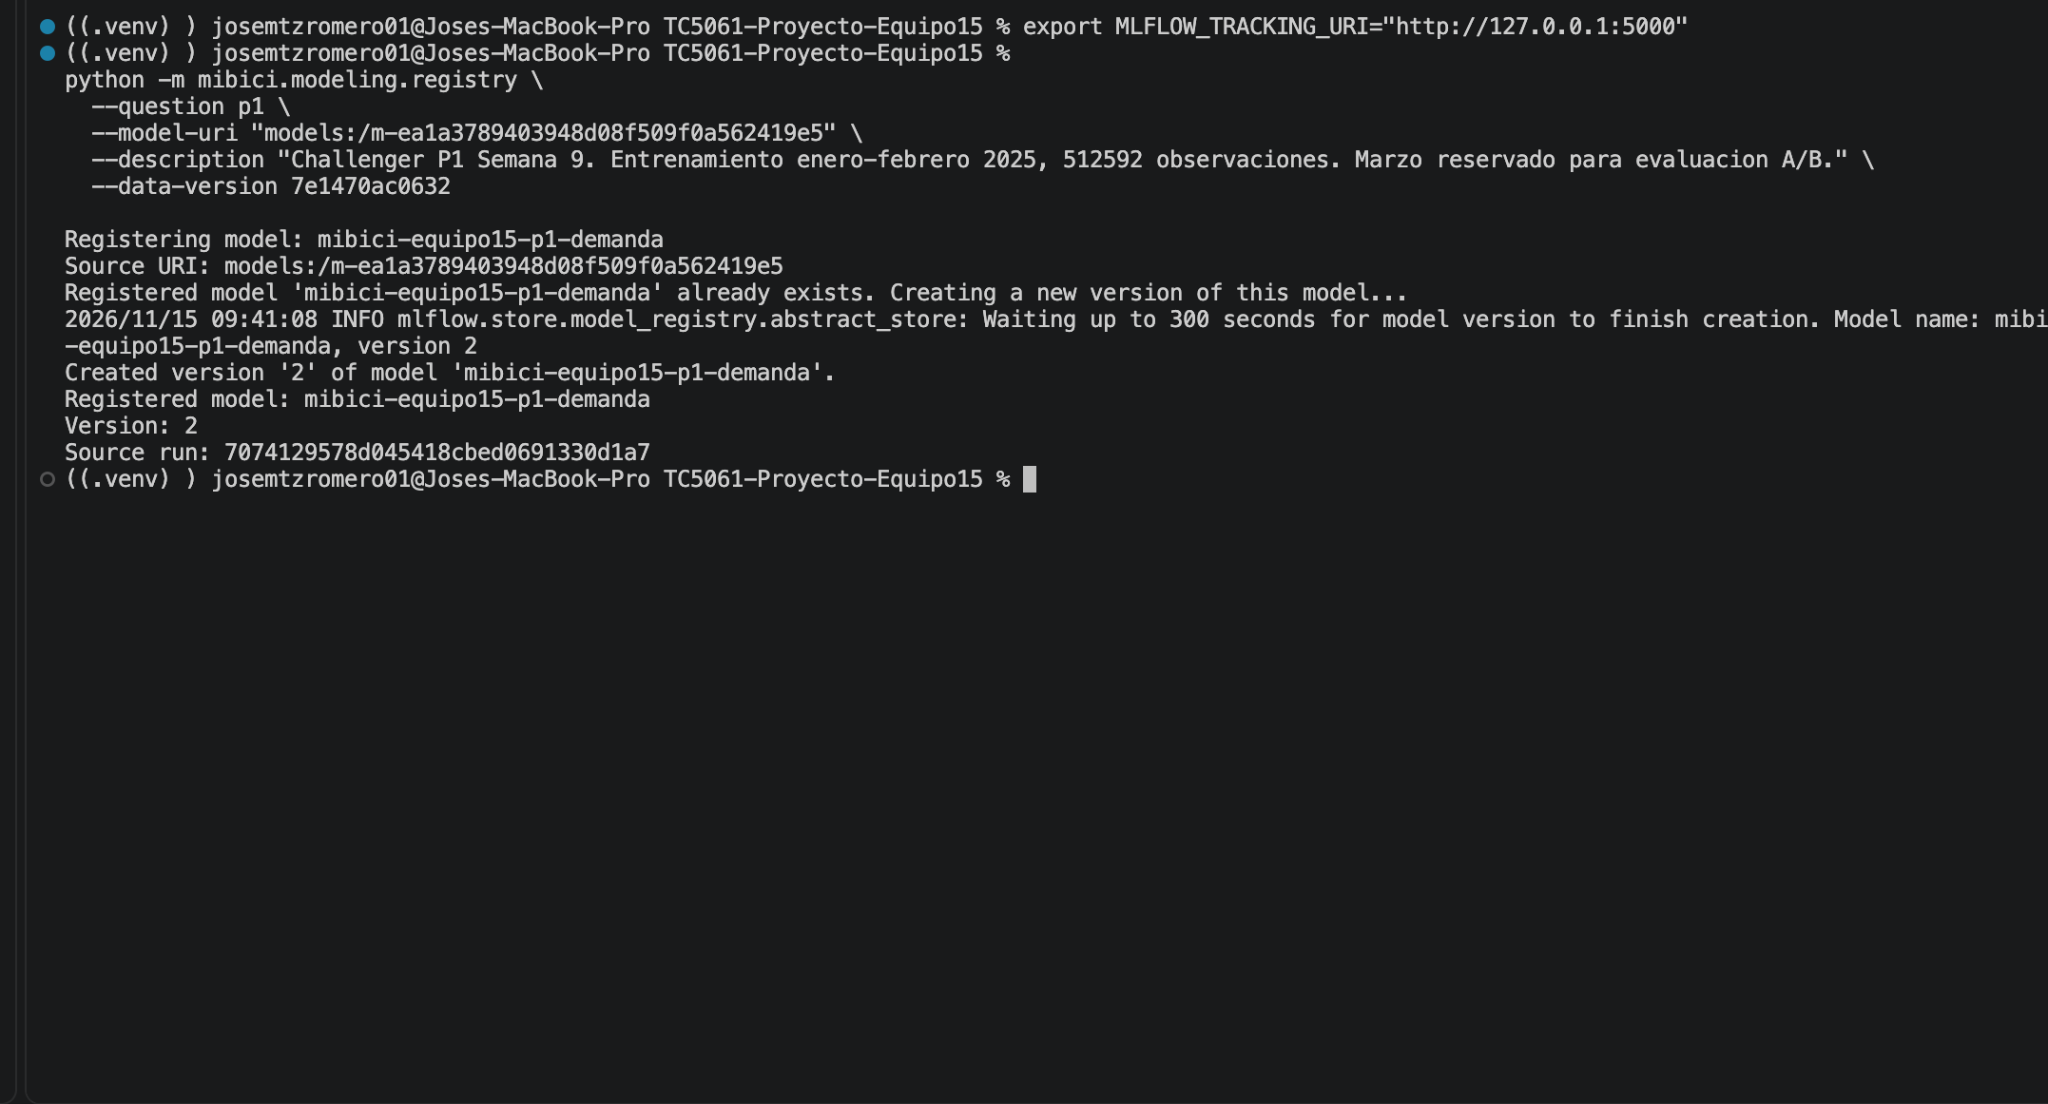 ((.venv) ) josemtzromero01@Joses-MacBook-Pro TC5061-Proyecto-Equipo15 % export MLFLOW_TRACKING_URI="http://127.0.0.1:5000"
((.venv) ) josemtzromero01@Joses-MacBook-Pro TC5061-Proyecto-Equipo15 %
python -m mibici.modeling.registry \
  --question p1 \
  --model-uri "models:/m-ea1a3789403948d08f509f0a562419e5" \
  --description "Challenger P1 Semana 9. Entrenamiento enero-febrero 2025, 512592 observaciones. Marzo reservado para evaluacion A/B." \
  --data-version 7e1470ac0632
Registering model: mibici-equipo15-p1-demanda
Source URI: models:/m-ea1a3789403948d08f509f0a562419e5
Registered model 'mibici-equipo15-p1-demanda' already exists. Creating a new version of this model...
2026/11/15 09:41:08 INFO mlflow.store.model_registry.abstract_store: Waiting up to 300 seconds for model version to finish creation. Model name: mibi
-equipo15-p1-demanda, version 2
Created version '2' of model 'mibici-equipo15-p1-demanda'.
Registered model: mibici-equipo15-p1-demanda
Version: 2
Source run: 7074129578d045418cbed0691330d1a7
((.venv) ) josemtzromero01@Joses-MacBook-Pro TC5061-Proyecto-Equipo15 %